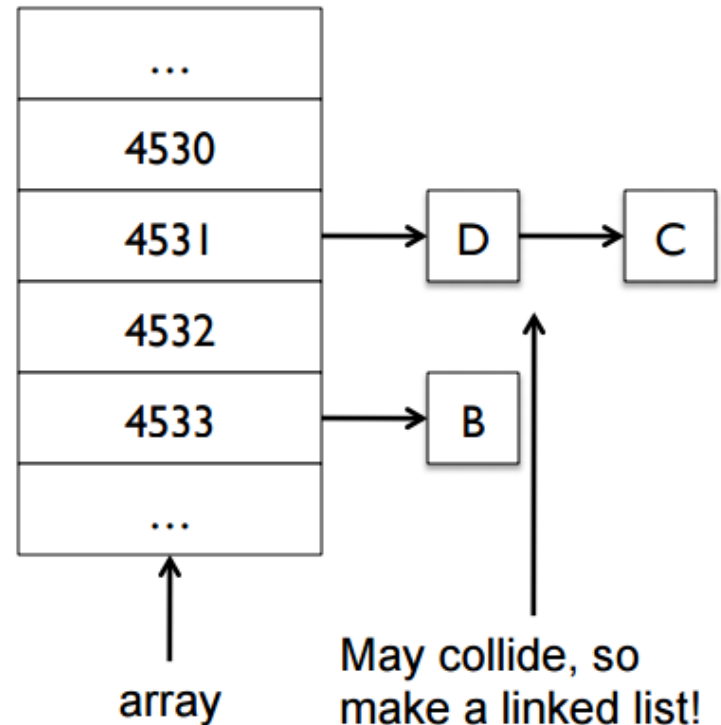 ...
4530
4531 D C
4532
4533 B
...
array
May collide, so
make a linked list!